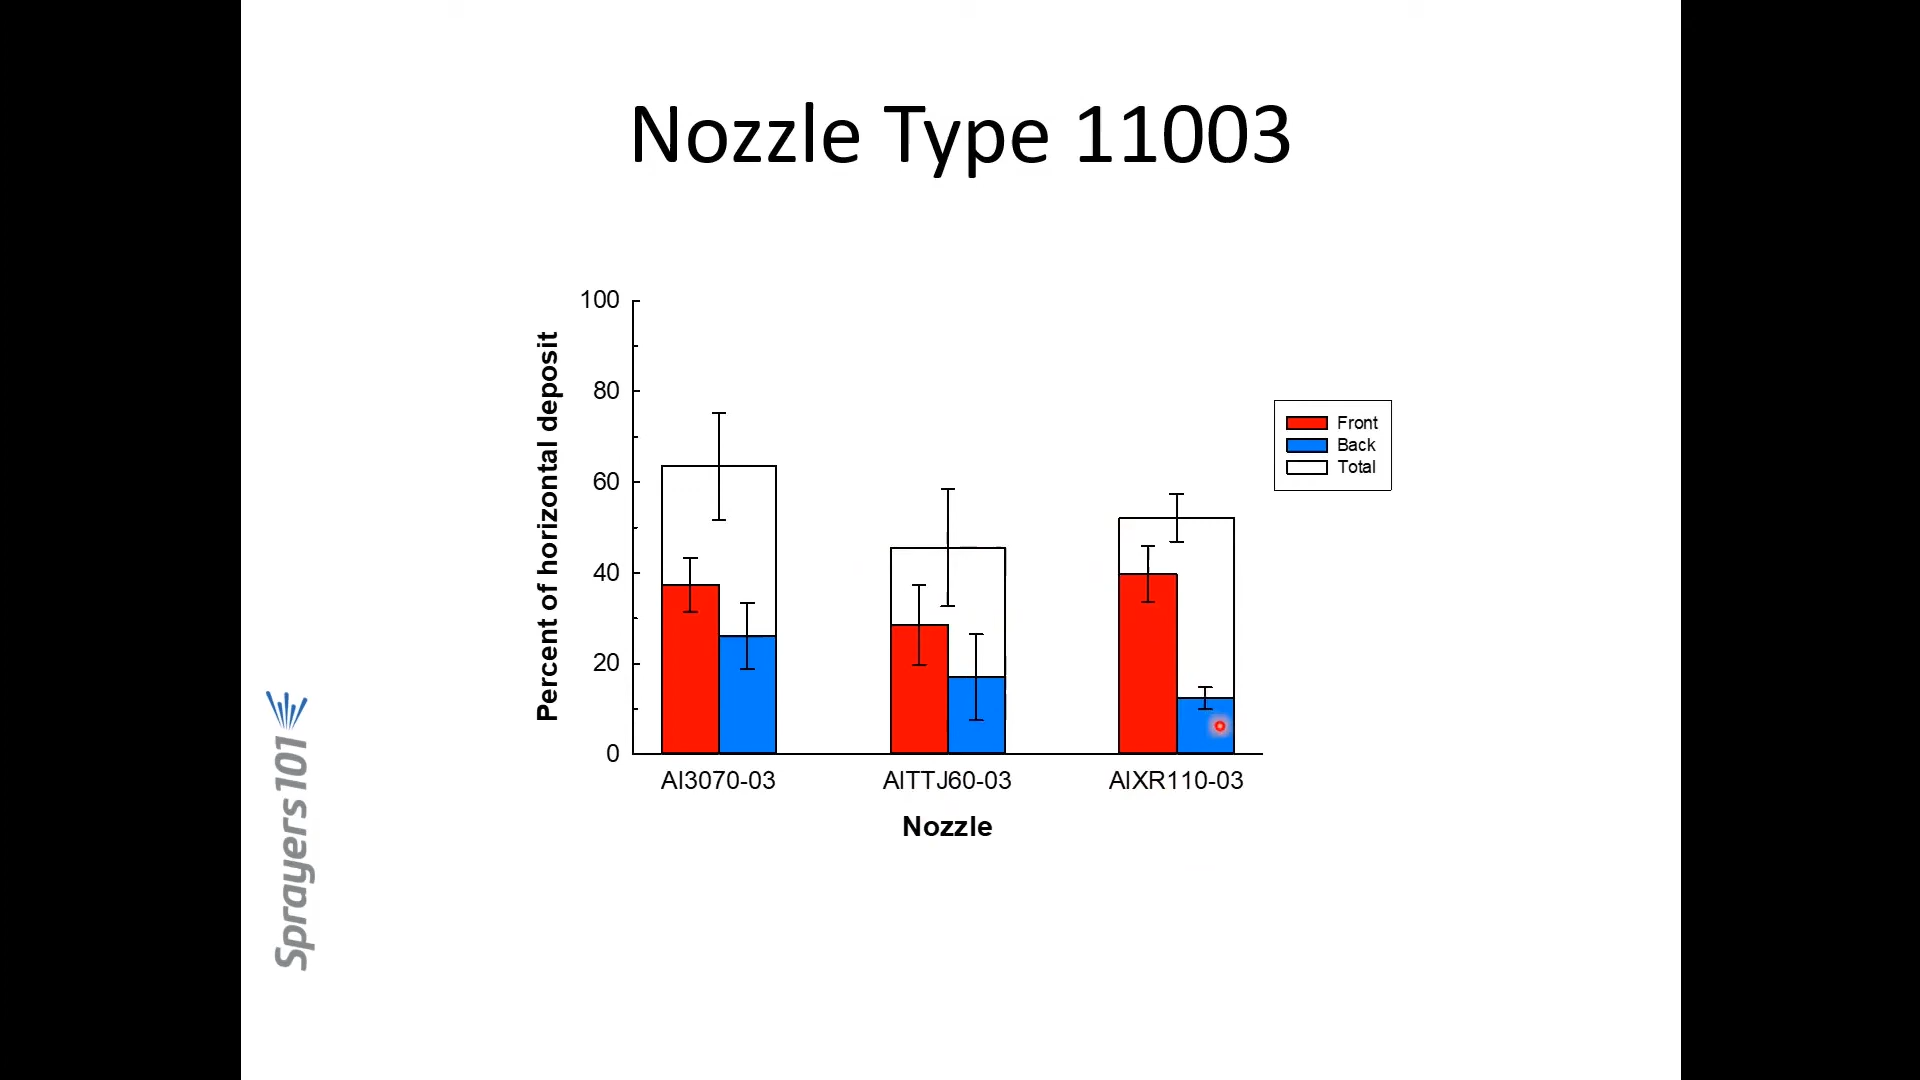 Nozzle Type 11003
Percent of horizontal deposit
100
80
60
40
20
0
AI3070-03
AITTJ60-03
AIXR110-03
Nozzle
Front
Back
Total
Sprayers101